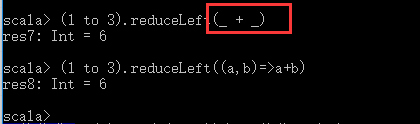 scala> (1 to 3).reduceLeft(_ + _)
res7: Int = 6
scala> (1 to 3).reduceLeft((a,b)=>a+b)
res8: Int = 6
scala>